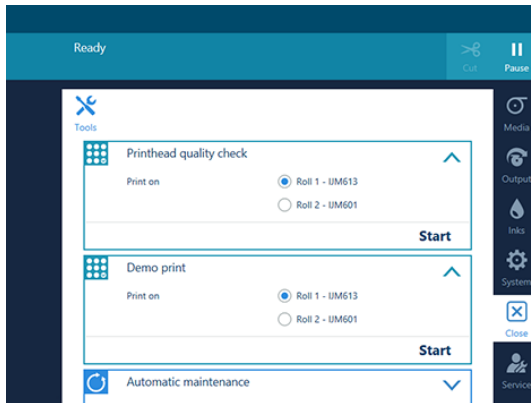 Ready
Cut
Pause
Tools
Media
Printhead quality check
Print on
Roll 1 - IJM613
Roll 2 - IJM601
Output
Start
Inks
Demo print
System
Print on
Roll 1 - IJM613
Roll 2 - IJM601
Close
Start
Automatic maintenance
Service